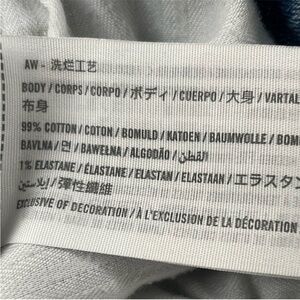 AW - 洗烂工艺
BODY / CORPS / CORPO / ボディ / CUERPO / 大身 / VARTAL
布身
99% COTTON / COTON / BOMULD / KATOEN / BAUMWOLLE / BOM
BAVLNA / 면 / BAWEŁNA / ALGODÃO / القطن /
1% ELASTANE / ÉLASTANE / ELASTAN / ELASTAAN / エラスタン
إيلاستين / 彈性纖維
EXCLUSIVE OF DECORATION / À L'EXCLUSION DE LA DÉCORATION